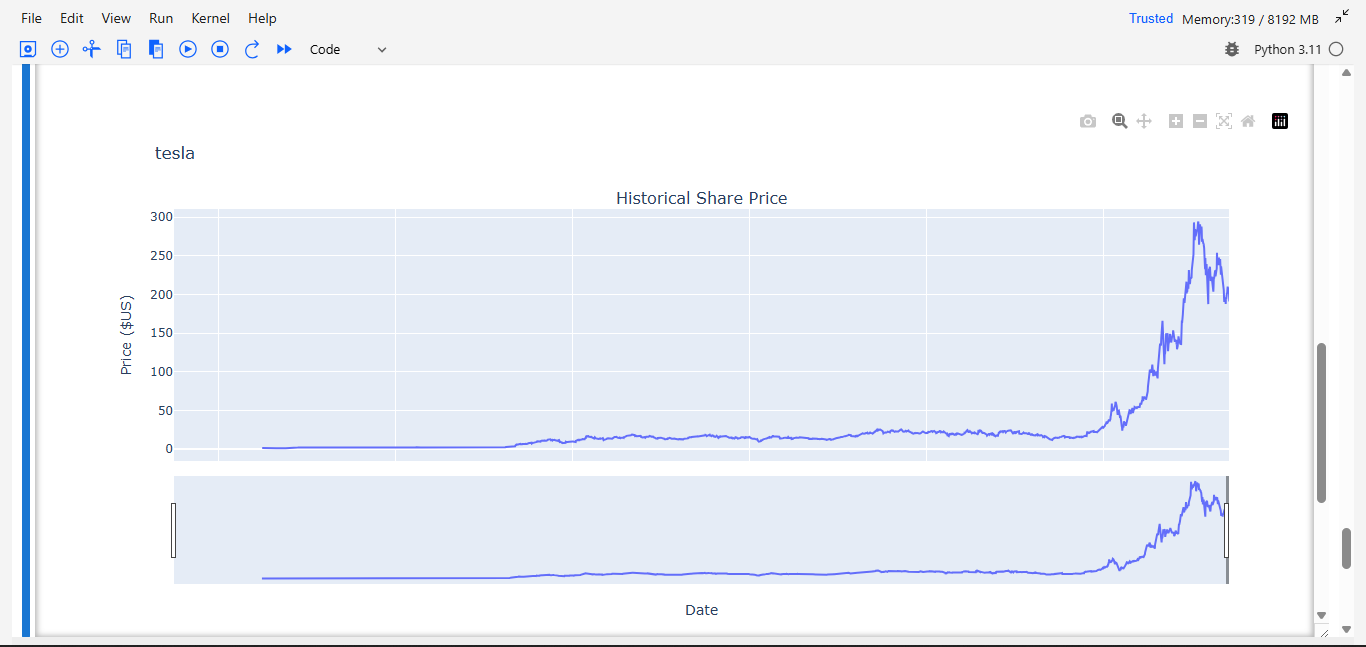 File Edit View Run Kernel Help Trusted Memory:319 / 8192 MB
Code Python 3.11
tesla
Historical Share Price
300
250
200
150
100
50
0
Price ($US)
Date